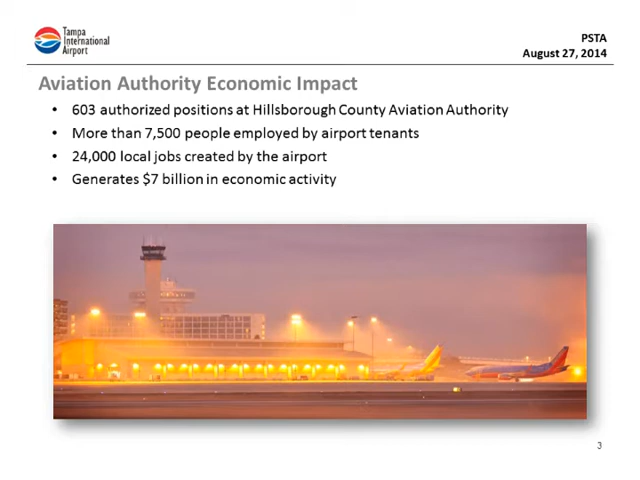 Tampa
International
Airport
PSTA
August 27, 2014
Aviation Authority Economic Impact
• 603 authorized positions at Hillsborough County Aviation Authority
• More than 7,500 people employed by airport tenants
• 24,000 local jobs created by the airport
• Generates $7 billion in economic activity
3